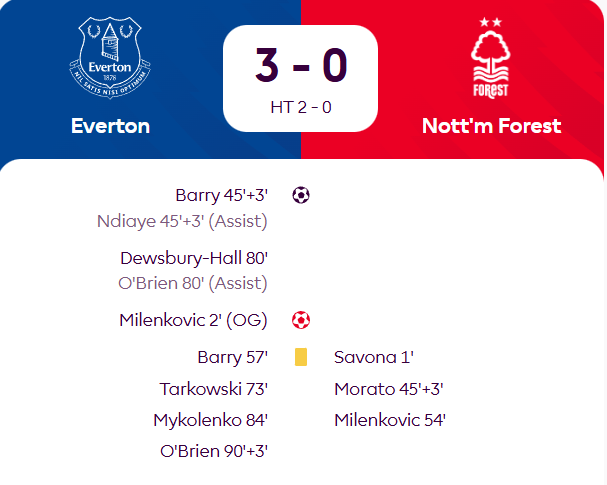 Everton
1878
NIL SATIS NISI OPTIMUM
FOREST
3 - 0
HT 2 - 0
Everton
Nott'm Forest
Barry 45'+3'
Ndiaye 45'+3' (Assist)
Dewsbury-Hall 80'
O'Brien 80' (Assist)
Milenkovic 2' (OG)
Barry 57' Savona 1'
Tarkowski 73' Morato 45'+3'
Mykolenko 84' Milenkovic 54'
O'Brien 90'+3'